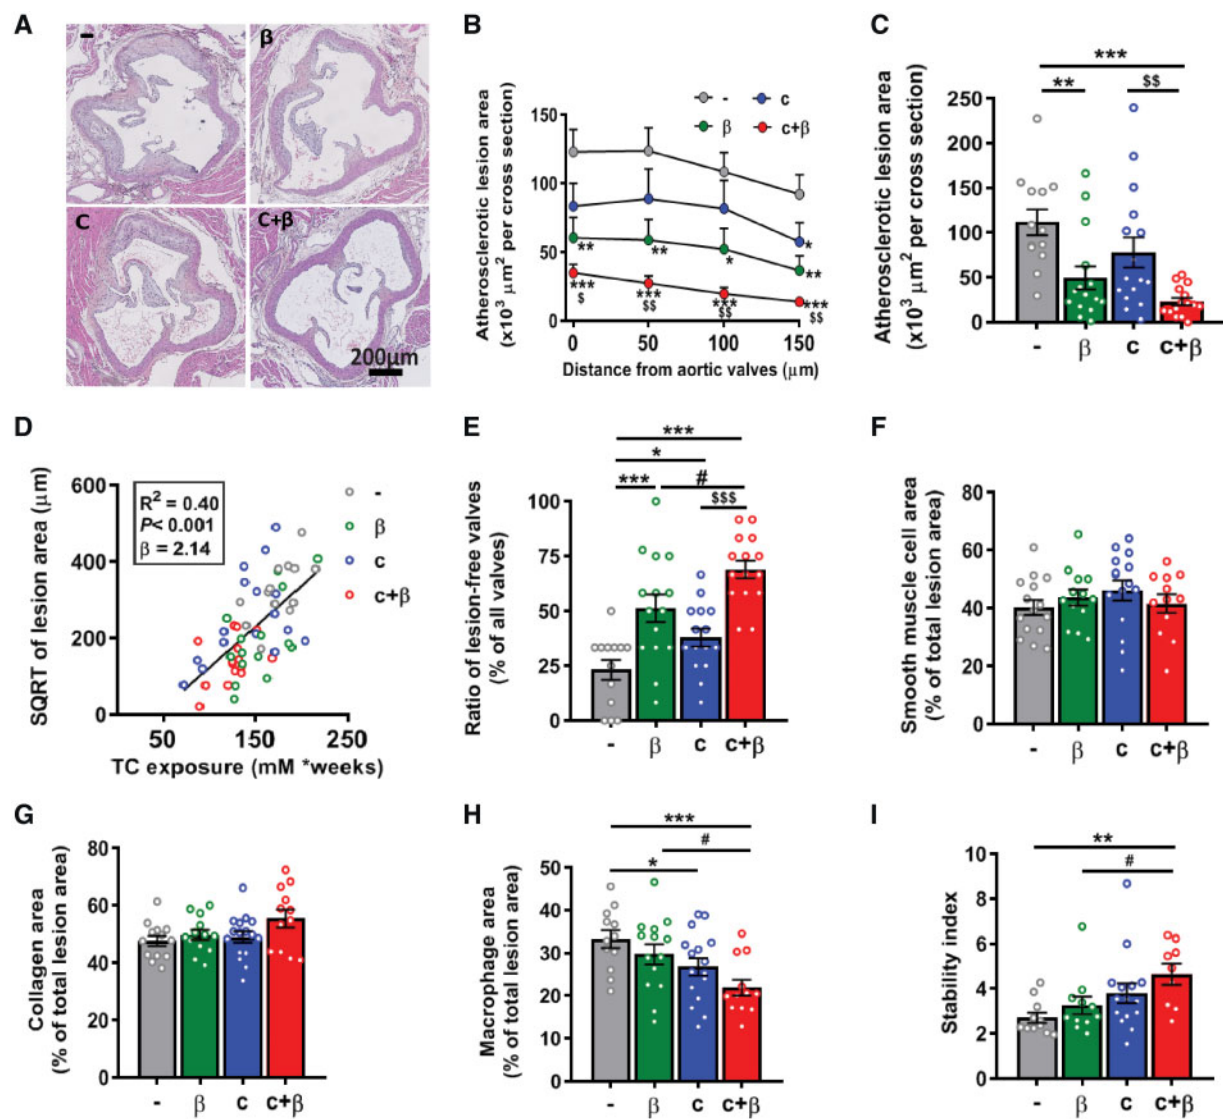 A
-
β
C
C+β
200μm
B
Atherosclerotic lesion area
(x10³ μm² per cross section)
150
100
50
0
- c
β c+β
** ** * * **
*** *** *** ***
$ $$ $$ $$
0 50 100 150
Distance from aortic valves (μm)
C
Atherosclerotic lesion area
(x10³ μm² per cross section)
***
** $$
250
200
150
100
50
0
- β c c+β
D
SQRT of lesion area (μm)
600
400
200
0
R² = 0.40
P< 0.001
β = 2.14
-
β
c
c+β
50 150 250
TC exposure (mM *weeks)
E
Ratio of lesion-free valves
(% of all valves)
***
*
*** #
$$$
100
75
50
25
0
- β c c+β
F
Smooth muscle cell area
(% of total lesion area)
80
60
40
20
0
- β c c+β
G
Collagen area
(% of total lesion area)
80
60
40
20
0
- β c c+β
H
Macrophage area
(% of total lesion area)
***
#
*
50
40
30
20
10
0
- β c c+β
I
Stability index
**
#
10
8
6
4
2
0
- β c c+β